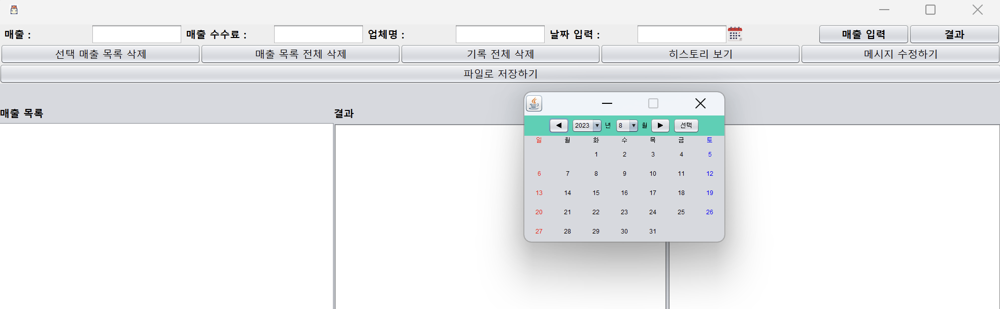 매출 : 매출 수수료 : 업체명 : 날짜 입력 : 매출 입력 결과
선택 매출 목록 삭제 매출 목록 전체 삭제 기록 전체 삭제 히스토리 보기 메시지 수정하기
파일로 저장하기
매출 목록 결과
◀ 2023 ▼ 년 8 ▼ 월 ▶ 선택
일 월 화 수 목 금 토
1 2 3 4 5
6 7 8 9 10 11 12
13 14 15 16 17 18 19
20 21 22 23 24 25 26
27 28 29 30 31